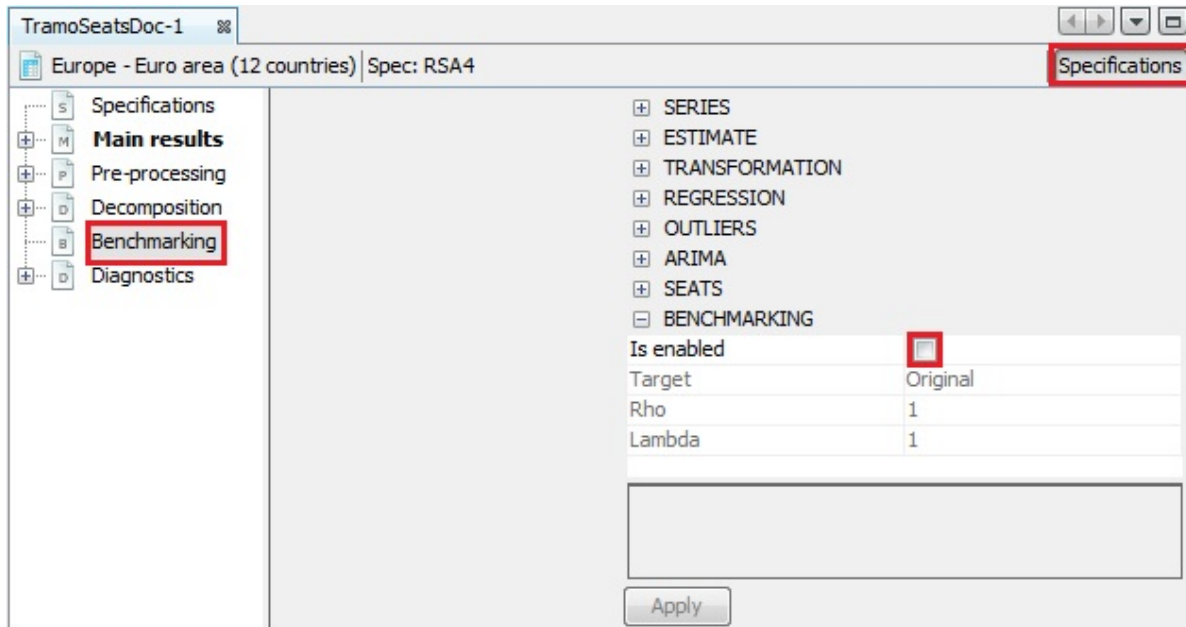 TramoSeatsDoc-1
Europe - Euro area (12 countries) Spec: RSA4 Specifications
S Specifications
M Main results
P Pre-processing
D Decomposition
B Benchmarking
D Diagnostics
SERIES
ESTIMATE
TRANSFORMATION
REGRESSION
OUTLIERS
ARIMA
SEATS
BENCHMARKING
Is enabled
Target Original
Rho 1
Lambda 1
Apply